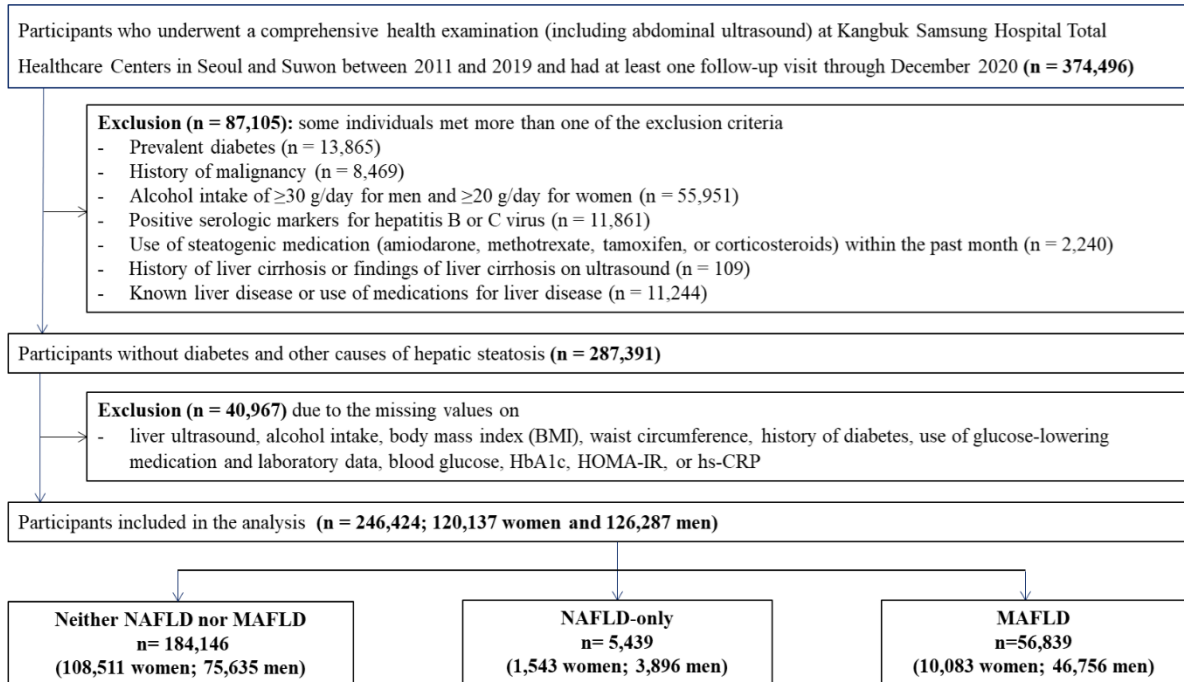 Participants who underwent a comprehensive health examination (including abdominal ultrasound) at Kangbuk Samsung Hospital Total
Healthcare Centers in Seoul and Suwon between 2011 and 2019 and had at least one follow-up visit through December 2020 (n = 374,496)
Exclusion (n = 87,105): some individuals met more than one of the exclusion criteria
- Prevalent diabetes (n = 13,865)
- History of malignancy (n = 8,469)
- Alcohol intake of ≥30 g/day for men and ≥20 g/day for women (n = 55,951)
- Positive serologic markers for hepatitis B or C virus (n = 11,861)
- Use of steatogenic medication (amiodarone, methotrexate, tamoxifen, or corticosteroids) within the past month (n = 2,240)
- History of liver cirrhosis or findings of liver cirrhosis on ultrasound (n = 109)
- Known liver disease or use of medications for liver disease (n = 11,244)
Participants without diabetes and other causes of hepatic steatosis (n = 287,391)
Exclusion (n = 40,967) due to the missing values on
- liver ultrasound, alcohol intake, body mass index (BMI), waist circumference, history of diabetes, use of glucose-lowering
medication and laboratory data, blood glucose, HbA1c, HOMA-IR, or hs-CRP
Participants included in the analysis (n = 246,424; 120,137 women and 126,287 men)
Neither NAFLD nor MAFLD
n= 184,146
(108,511 women; 75,635 men)
NAFLD-only
n= 5,439
(1,543 women; 3,896 men)
MAFLD
n=56,839
(10,083 women; 46,756 men)